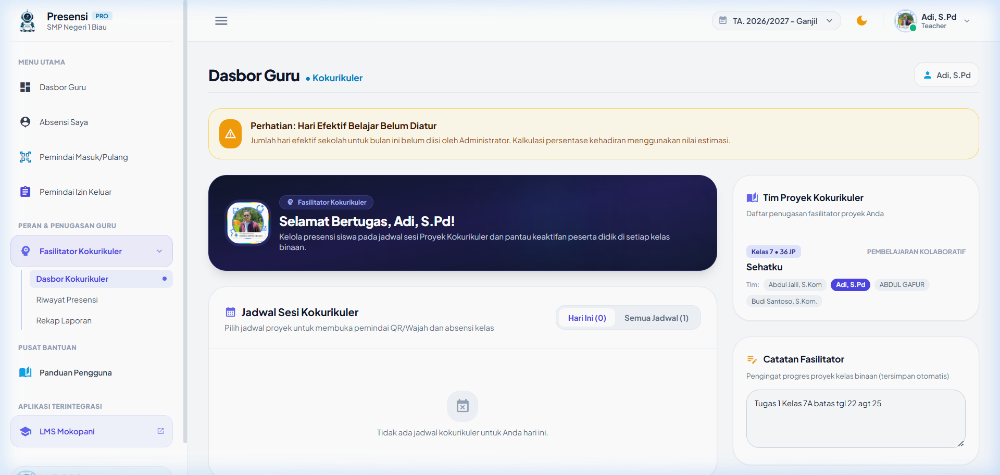 Presensi PRO
SMP Negeri 1 Biau
TA. 2026/2027 - Ganjil
Adi, S.Pd
Teacher
MENU UTAMA
Dasbor Guru
Absensi Saya
Pemindai Masuk/Pulang
Pemindai Izin Keluar
PERAN & PENUGASAN GURU
Fasilitator Kokurikuler
Dasbor Kokurikuler
Riwayat Presensi
Rekap Laporan
PUSAT BANTUAN
Panduan Pengguna
APLIKASI TERINTEGRASI
LMS Mokopani
Dasbor Guru • Kokurikuler
Adi, S.Pd
Perhatian: Hari Efektif Belajar Belum Diatur
Jumlah hari efektif sekolah untuk bulan ini belum diisi oleh Administrator. Kalkulasi persentase kehadiran menggunakan nilai estimasi.
Fasilitator Kokurikuler
Selamat Bertugas, Adi, S.Pd!
Kelola presensi siswa pada jadwal sesi Proyek Kokurikuler dan pantau keaktifan peserta didik di setiap kelas
binaan.
Jadwal Sesi Kokurikuler
Pilih jadwal proyek untuk membuka pemindai QR/Wajah dan absensi kelas
Hari Ini (0)
Semua Jadwal (1)
Tidak ada jadwal kokurikuler untuk Anda hari ini.
Tim Proyek Kokurikuler
Daftar penugasan fasilitator proyek Anda
Kelas 7 • 36 JP
PEMBELAJARAN KOLABORATIF
Sehatku
Tim: Abdul Jalil, S.Kom Adi, S.Pd ABDUL GAFUR
Budi Santoso, S.Kom.
Catatan Fasilitator
Pengingat progres proyek kelas binaan (tersimpan otomatis)
Tugas 1 Kelas 7A batas tgl 22 agt 25